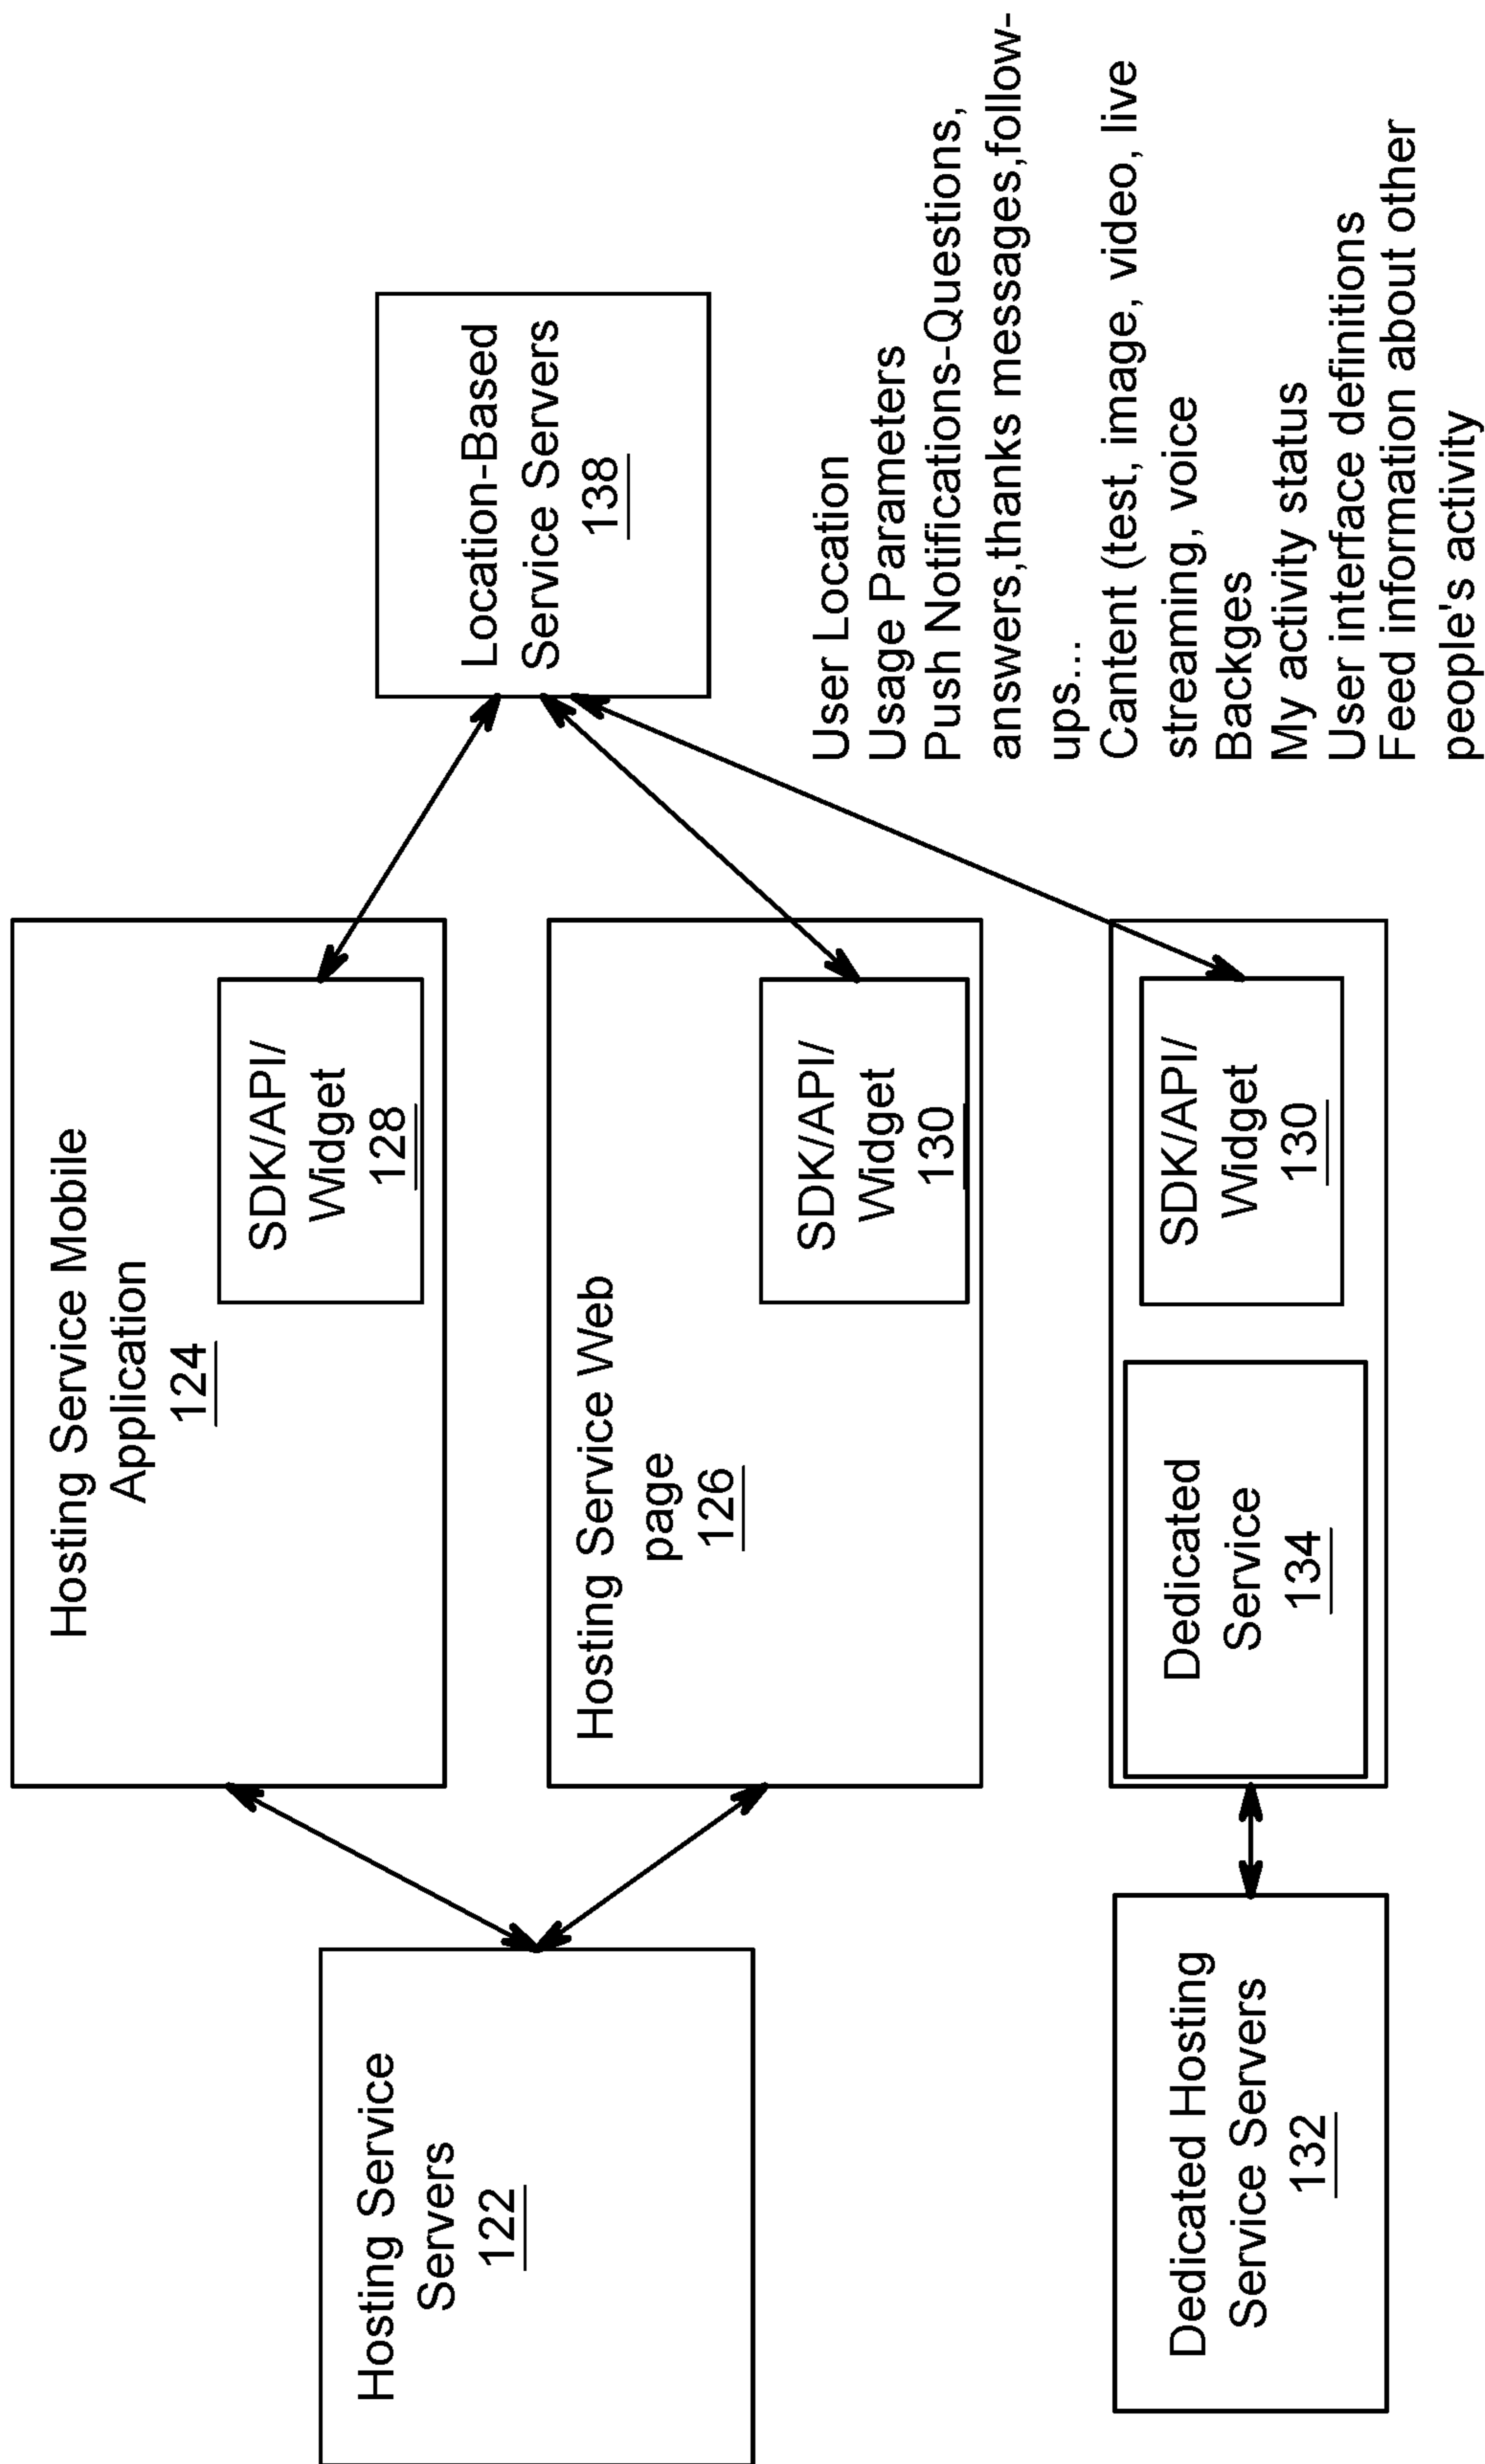 Hosting Service
Servers
122
Hosting Service Mobile
Application
124
SDK/API/
Widget
128
Hosting Service Web
page
126
SDK/API/
Widget
130
Location-Based
Service Servers
138
Dedicated Hosting
Service Servers
132
Dedicated
Service
134
SDK/API/
Widget
130
User Location
Usage Parameters
Push Notifications-Questions,
answers,thanks messages,follow-
ups...
Cantent (test, image, video, live
streaming, voice
Backges
My activity status
User interface definitions
Feed information about other
people's activity